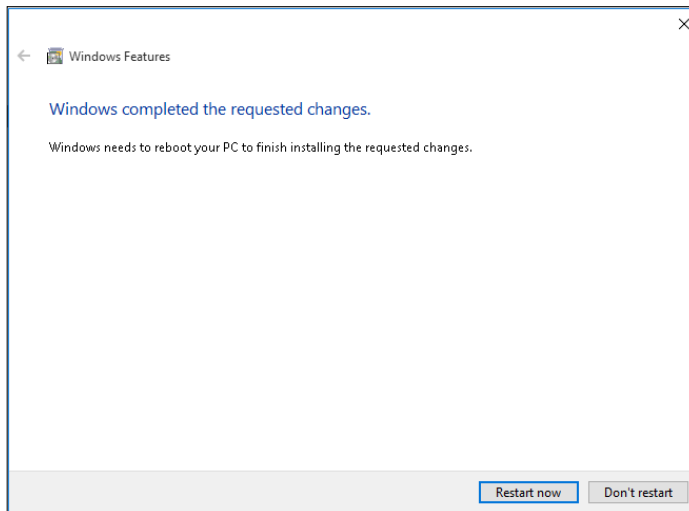 Windows Features
Windows completed the requested changes.
Windows needs to reboot your PC to finish installing the requested changes.
Restart now Don't restart